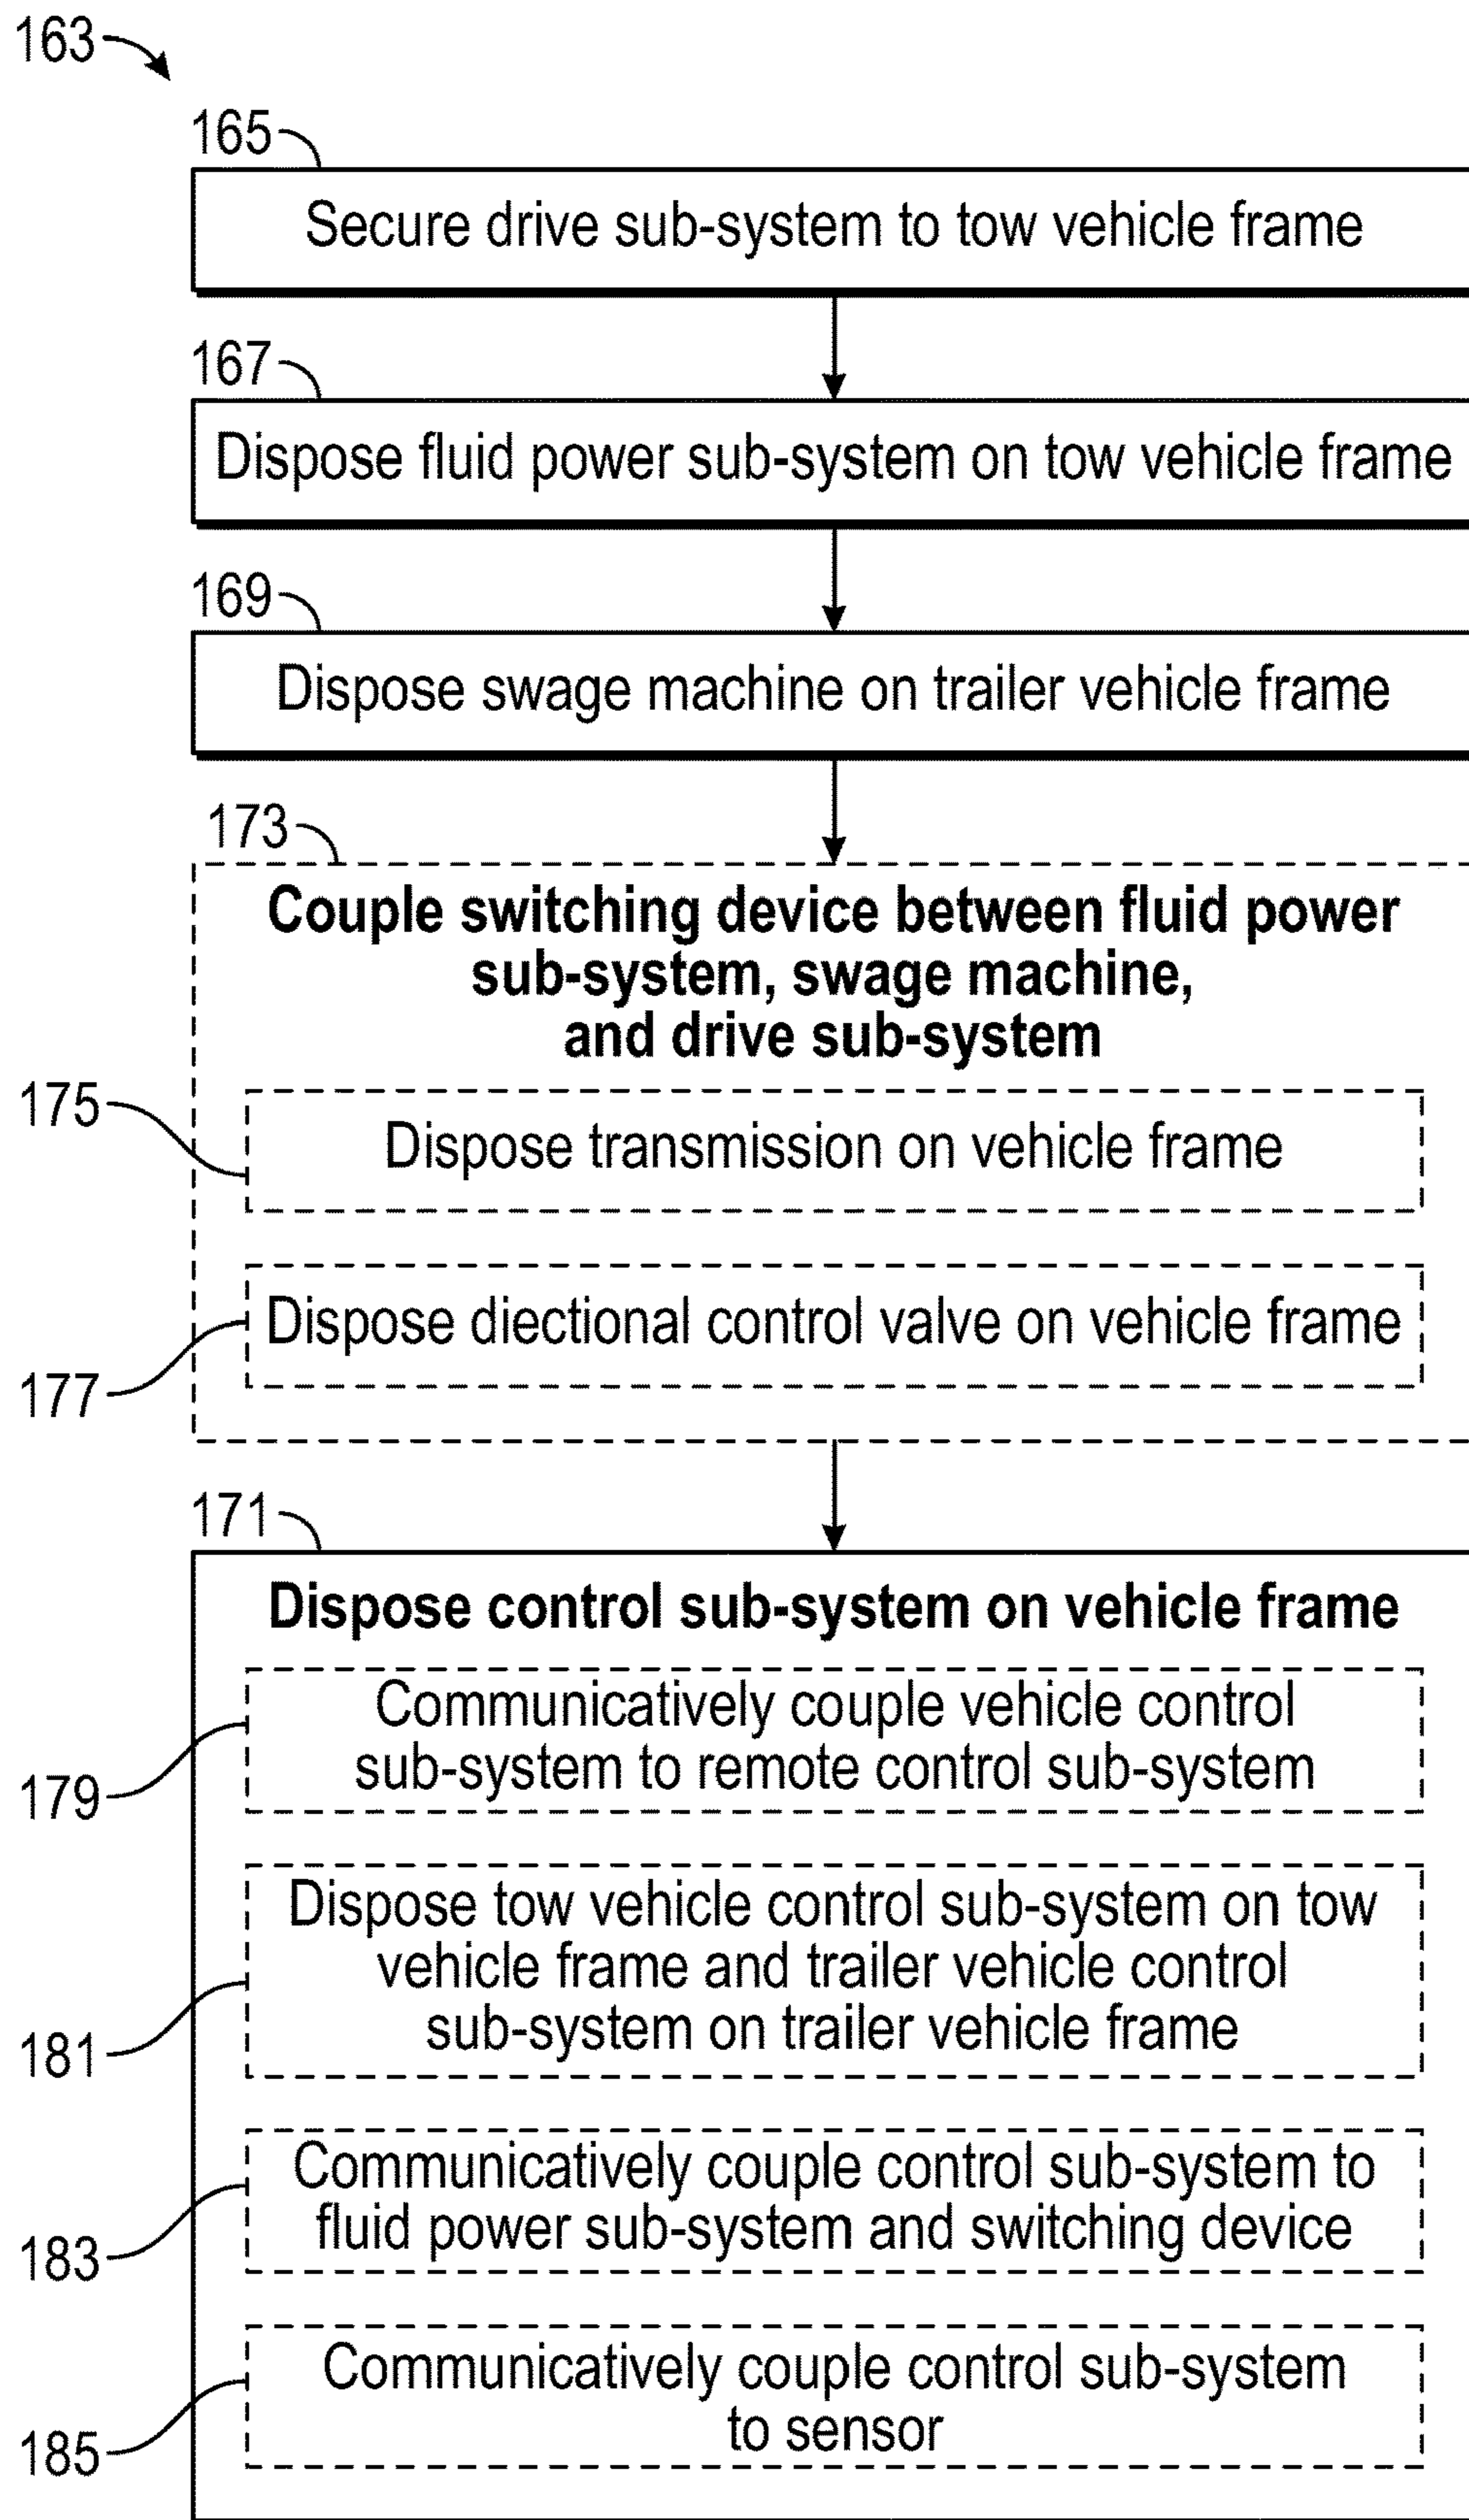 163
165
Secure drive sub-system to tow vehicle frame
167
Dispose fluid power sub-system on tow vehicle frame
169
Dispose swage machine on trailer vehicle frame
173
Couple switching device between fluid power
sub-system, swage machine,
and drive sub-system
175
Dispose transmission on vehicle frame
Dispose diectional control valve on vehicle frame
177
171
Dispose control sub-system on vehicle frame
Communicatively couple vehicle control
sub-system to remote control sub-system
179
Dispose tow vehicle control sub-system on tow
vehicle frame and trailer vehicle control
sub-system on trailer vehicle frame
181
Communicatively couple control sub-system to
fluid power sub-system and switching device
183
Communicatively couple control sub-system
to sensor
185